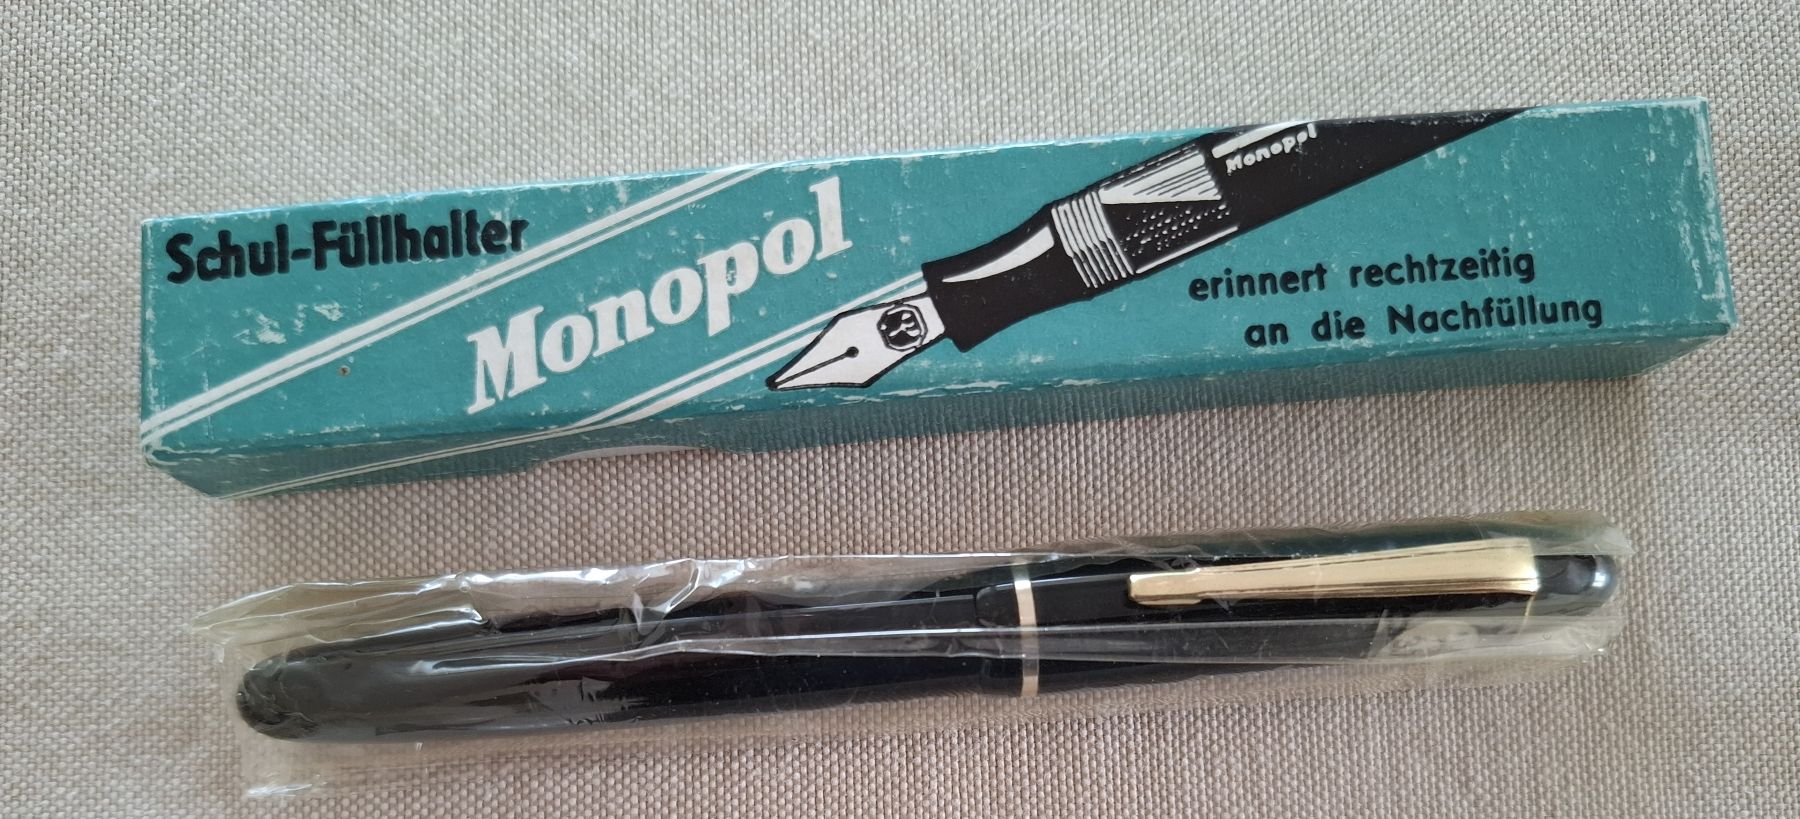 Schul-Füllhalter
Monopol
Monopol
erinnert rechtzeitig
an die Nachfüllung